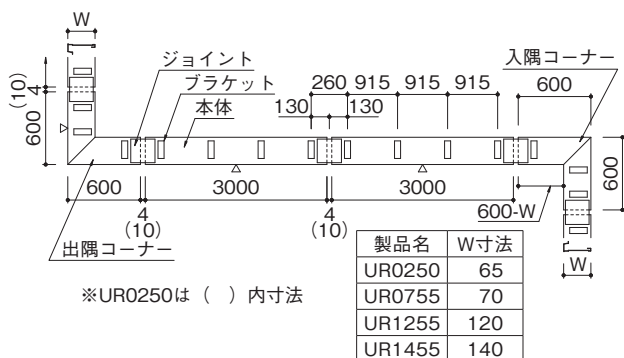 W
ジョイント
ブラケット
本体
260 915 915 915
130 130
入隅コーナー
600
4
(10)
600
600
3000
3000
4
(10)
4
(10)
600-W
600
W
出隅コーナー
※UR0250は（　）内寸法
製品名 W寸法
UR0250 65
UR0755 70
UR1255 120
UR1455 140